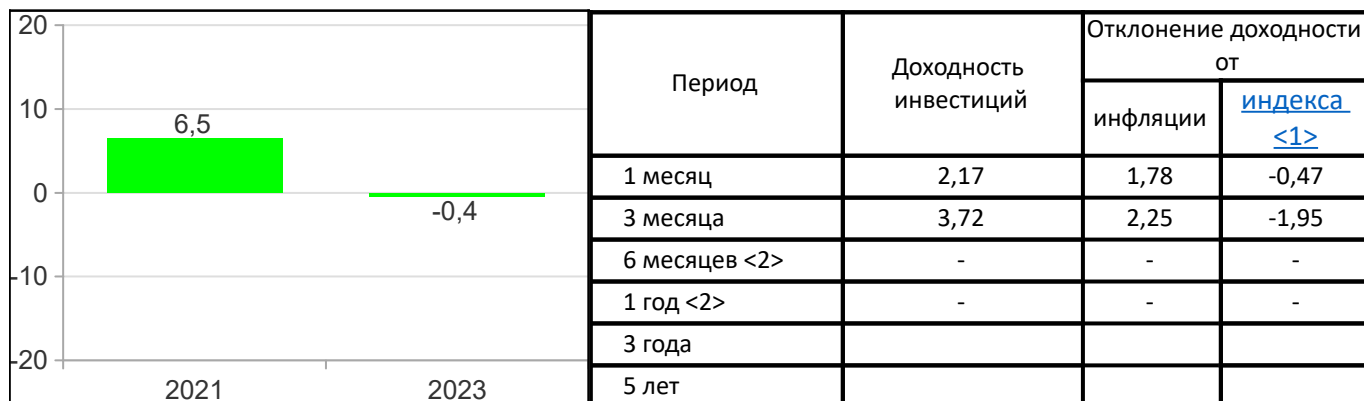 20
10
6,5
0
-0,4
-10
-20
2021 2023
Период Доходность инвестиций Отклонение доходности от
инфляции индекса <1>
1 месяц 2,17 1,78 -0,47
3 месяца 3,72 2,25 -1,95
6 месяцев <2> - - -
1 год <2> - - -
3 года
5 лет